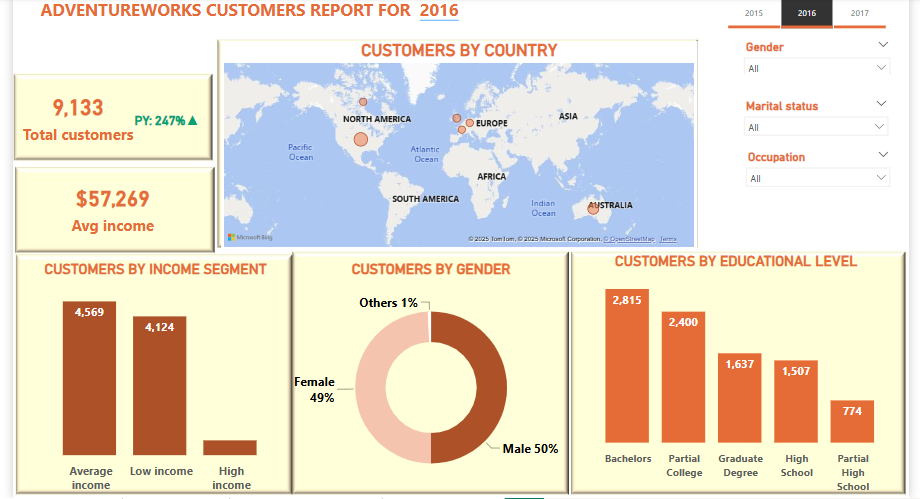 ADVENTUREWORKS CUSTOMERS REPORT FOR 2016
2015 2016 2017
Gender
All
Marital status
All
Occupation
All
9,133
PY: 247%▲
Total customers
$57,269
Avg income
CUSTOMERS BY COUNTRY
NORTH AMERICA
EUROPE
ASIA
Pacific
Ocean
Atlantic
Ocean
AFRICA
SOUTH AMERICA
Indian
Ocean
AUSTRALIA
Microsoft Bing
© 2025 TomTom, © 2025 Microsoft Corporation, © OpenStreetMap Terms
CUSTOMERS BY INCOME SEGMENT
4,569
4,124
Average
income
Low income
High
income
CUSTOMERS BY GENDER
Others 1%
Female
49%
Male 50%
CUSTOMERS BY EDUCATIONAL LEVEL
2,815
2,400
1,637
1,507
774
Bachelors
Partial
College
Graduate
Degree
High
School
Partial
High
School